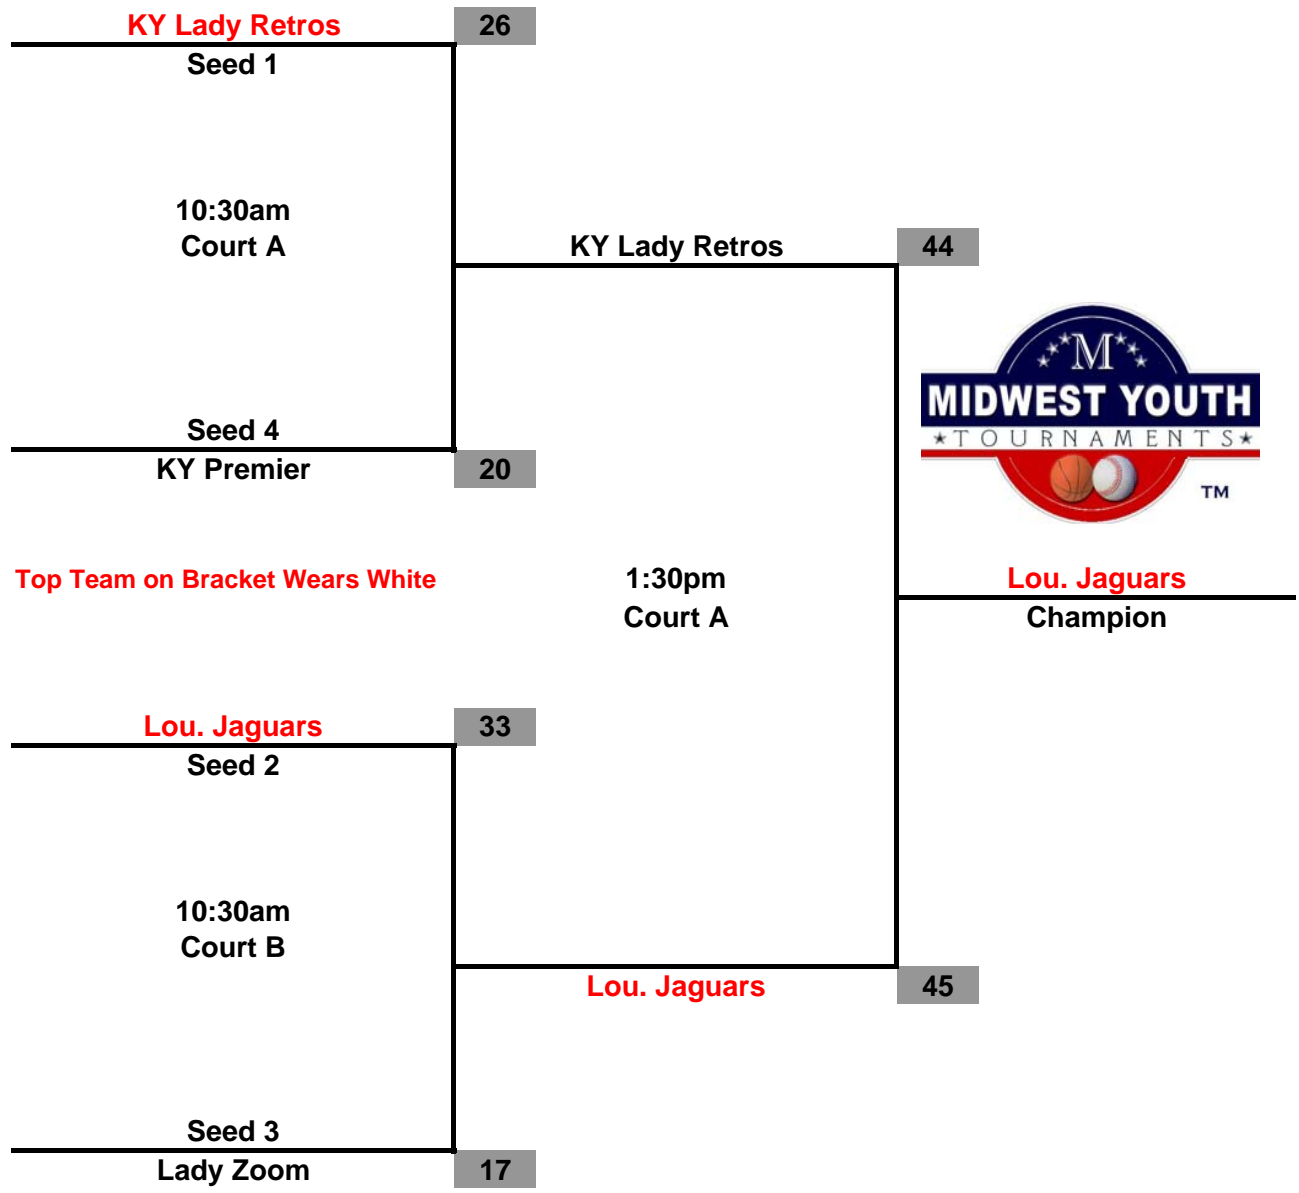 KY Lady Retros 26
Seed 1
10:30am
Court A
KY Lady Retros 44
M
MIDWEST YOUTH
★TOURNAMENTS★
TM
Seed 4
KY Premier 20
Top Team on Bracket Wears White
1:30pm
Court A
Lou. Jaguars
Champion
Lou. Jaguars 33
Seed 2
10:30am
Court B
Lou. Jaguars 45
Seed 3
Lady Zoom 17